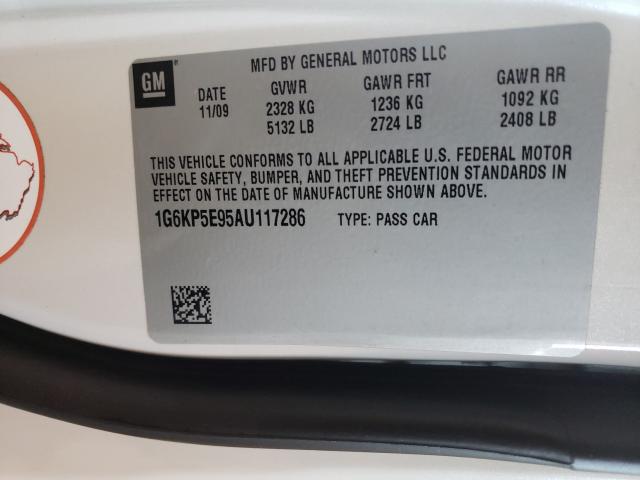 GM
MFD BY GENERAL MOTORS LLC
DATE GVWR GAWR FRT GAWR RR
11/09 2328 KG 1236 KG 1092 KG
5132 LB 2724 LB 2408 LB
THIS VEHICLE CONFORMS TO ALL APPLICABLE U.S. FEDERAL MOTOR
VEHICLE SAFETY, BUMPER, AND THEFT PREVENTION STANDARDS IN
EFFECT ON THE DATE OF MANUFACTURE SHOWN ABOVE.
1G6KP5E95AU117286 TYPE: PASS CAR